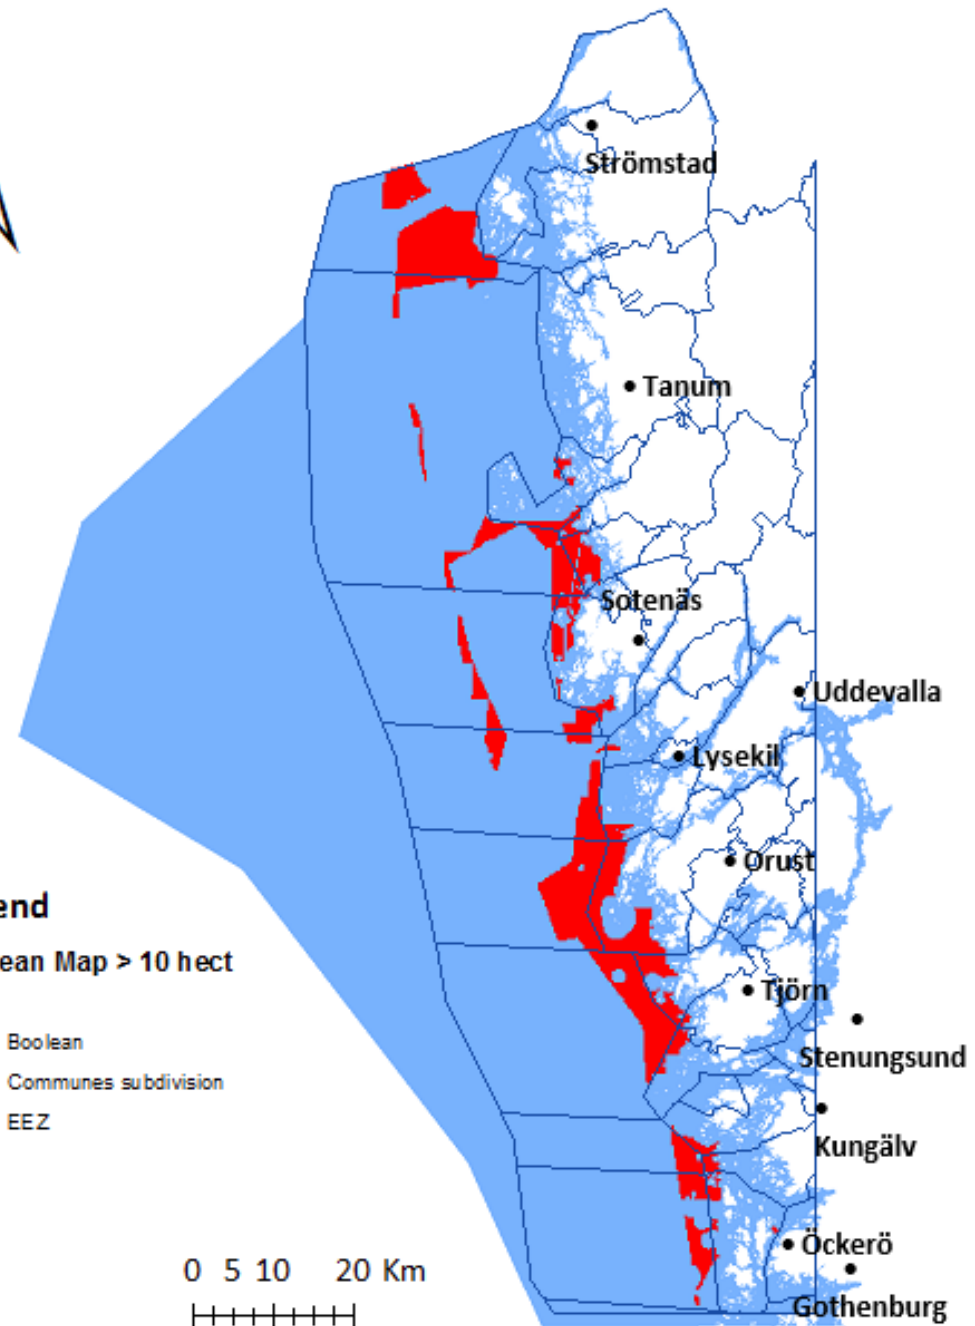 Strömstad
Tanum
Sotenäs
Uddevalla
Lysekil
Orust
end
ean Map > 10 hect
Tjörn
Boolean
Stenungsund
Communes subdivision
Kungälv
EEZ
Öckerö
0 5 10 20 Km
Gothenburg